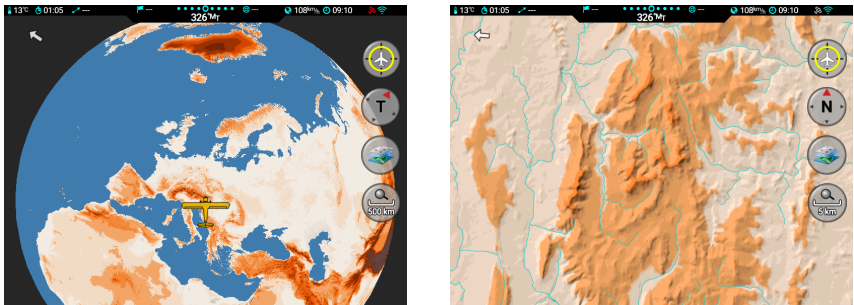 13°C 01:05 --- --- --- 108km/h 09:10
326°MT
T
500 km
13°C 01:05 --- --- --- 108km/h 09:10
326°MT
N
5 km